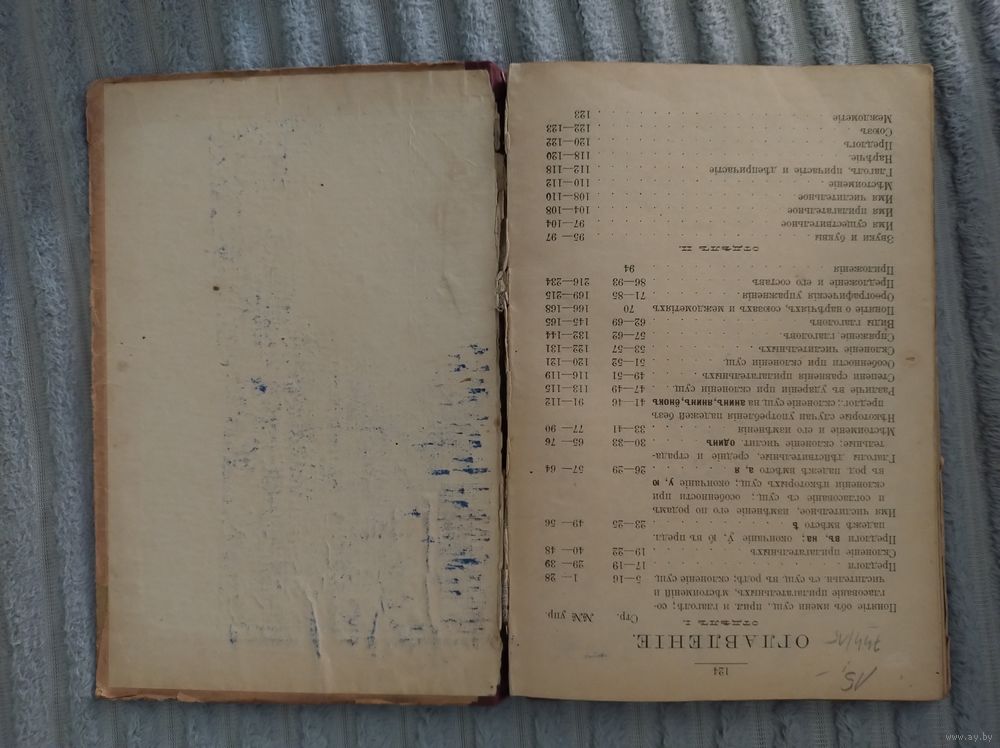 124
ОГЛАВЛЕНІЕ.
ОТДѢЛЪ I.
Стр. №№ упр.
Понятіе объ имени сущ., прил. и глаголѣ; со-
гласованіе прилагательныхъ, мѣстоименій и
числительн. съ сущ. въ родѣ; склоненіе сущ. 5—16 1— 28
Предлоги 17—19 29— 39
Склоненіе прилагательныхъ 19—22 40— 48
Предлоги въ, на; окончаніе у, ю въ предл.
падежѣ вмѣсто ѣ 23—25 49— 56
Имя существительное, измѣненіе его по родамъ
и согласованіе съ сущ.; особенности при
склоненіи нѣкоторыхъ сущ.; окончаніе у, ю
въ род. падежѣ вмѣсто а, я 26—29 57— 64
Глаголы дѣйствительные, средніе и страда-
тельные; склоненіе числит. одинъ 30—33 65— 76
Мѣстоименіе и его измѣненія 33—41 77— 90
Нѣкоторые случаи употребленія падежей безъ
предлог.; склоненіе сущ. на анинъ, янинъ, ёнокъ 41—46 91—112
Различіе въ удареніи при склоненіи сущ. 47—49 113—115
Степени сравненія прилагательныхъ 49—51 116—119
Особенности при склоненіи сущ. 51—52 120—121
Склоненіе числительныхъ 53—57 122—131
Спряженіе глаголовъ 57—62 132—144
Виды глаголовъ 62—69 145—165
Понятіе о нарѣчіяхъ, союзахъ и междометіяхъ 70 166—168
Орѳографическія упражненія 71—85 169—215
Предложеніе и его составъ 86—93 216—234
Приложенія 94
ОТДѢЛЪ II.
Звуки и буквы 95— 97
Имя существительное 97—104
Имя прилагательное 104—108
Имя числительное 108—110
Мѣстоименіе 110—112
Глаголъ, причастіе и дѣепричастіе 112—118
Нарѣчіе 118—120
Предлогъ 120—122
Союзъ 122—123
Междометіе 123
www.ay.by